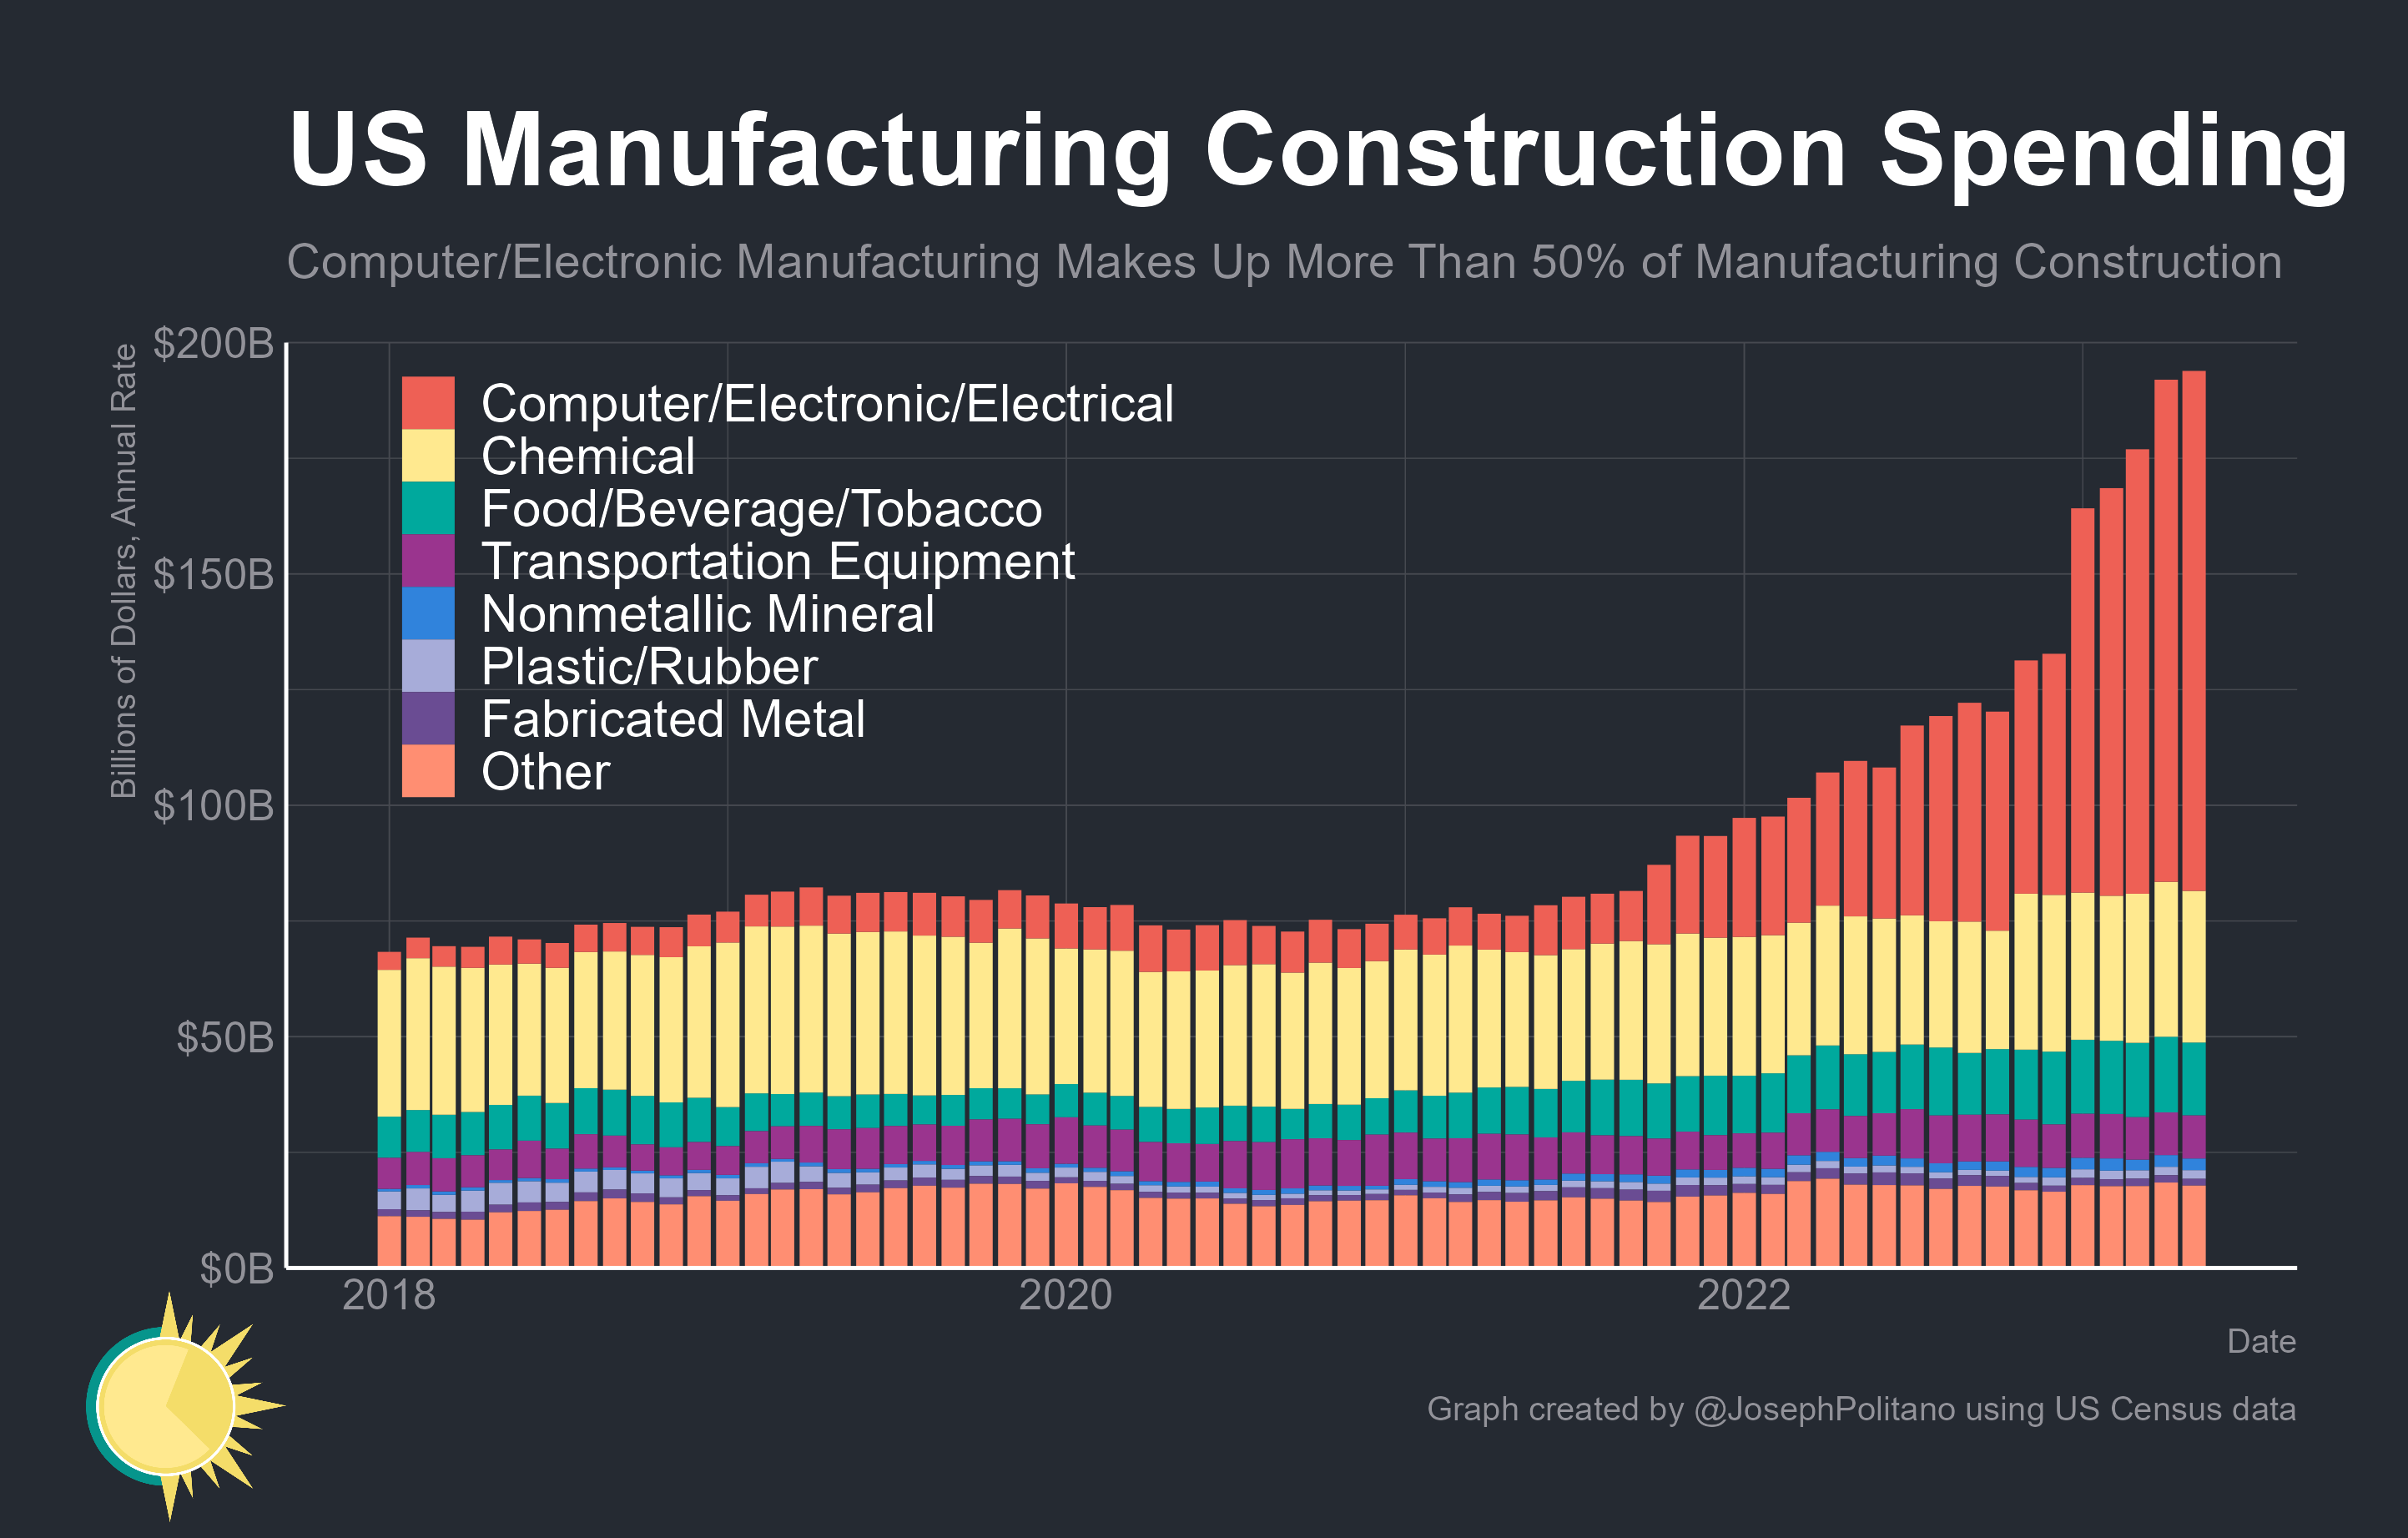 US Manufacturing Construction Spending
Computer/Electronic Manufacturing Makes Up More Than 50% of Manufacturing Construction
Billions of Dollars, Annual Rate
$200B
$150B
$100B
$50B
$0B
Computer/Electronic/Electrical
Chemical
Food/Beverage/Tobacco
Transportation Equipment
Nonmetallic Mineral
Plastic/Rubber
Fabricated Metal
Other
2018
2020
2022
Date
Graph created by @JosephPolitano using US Census data